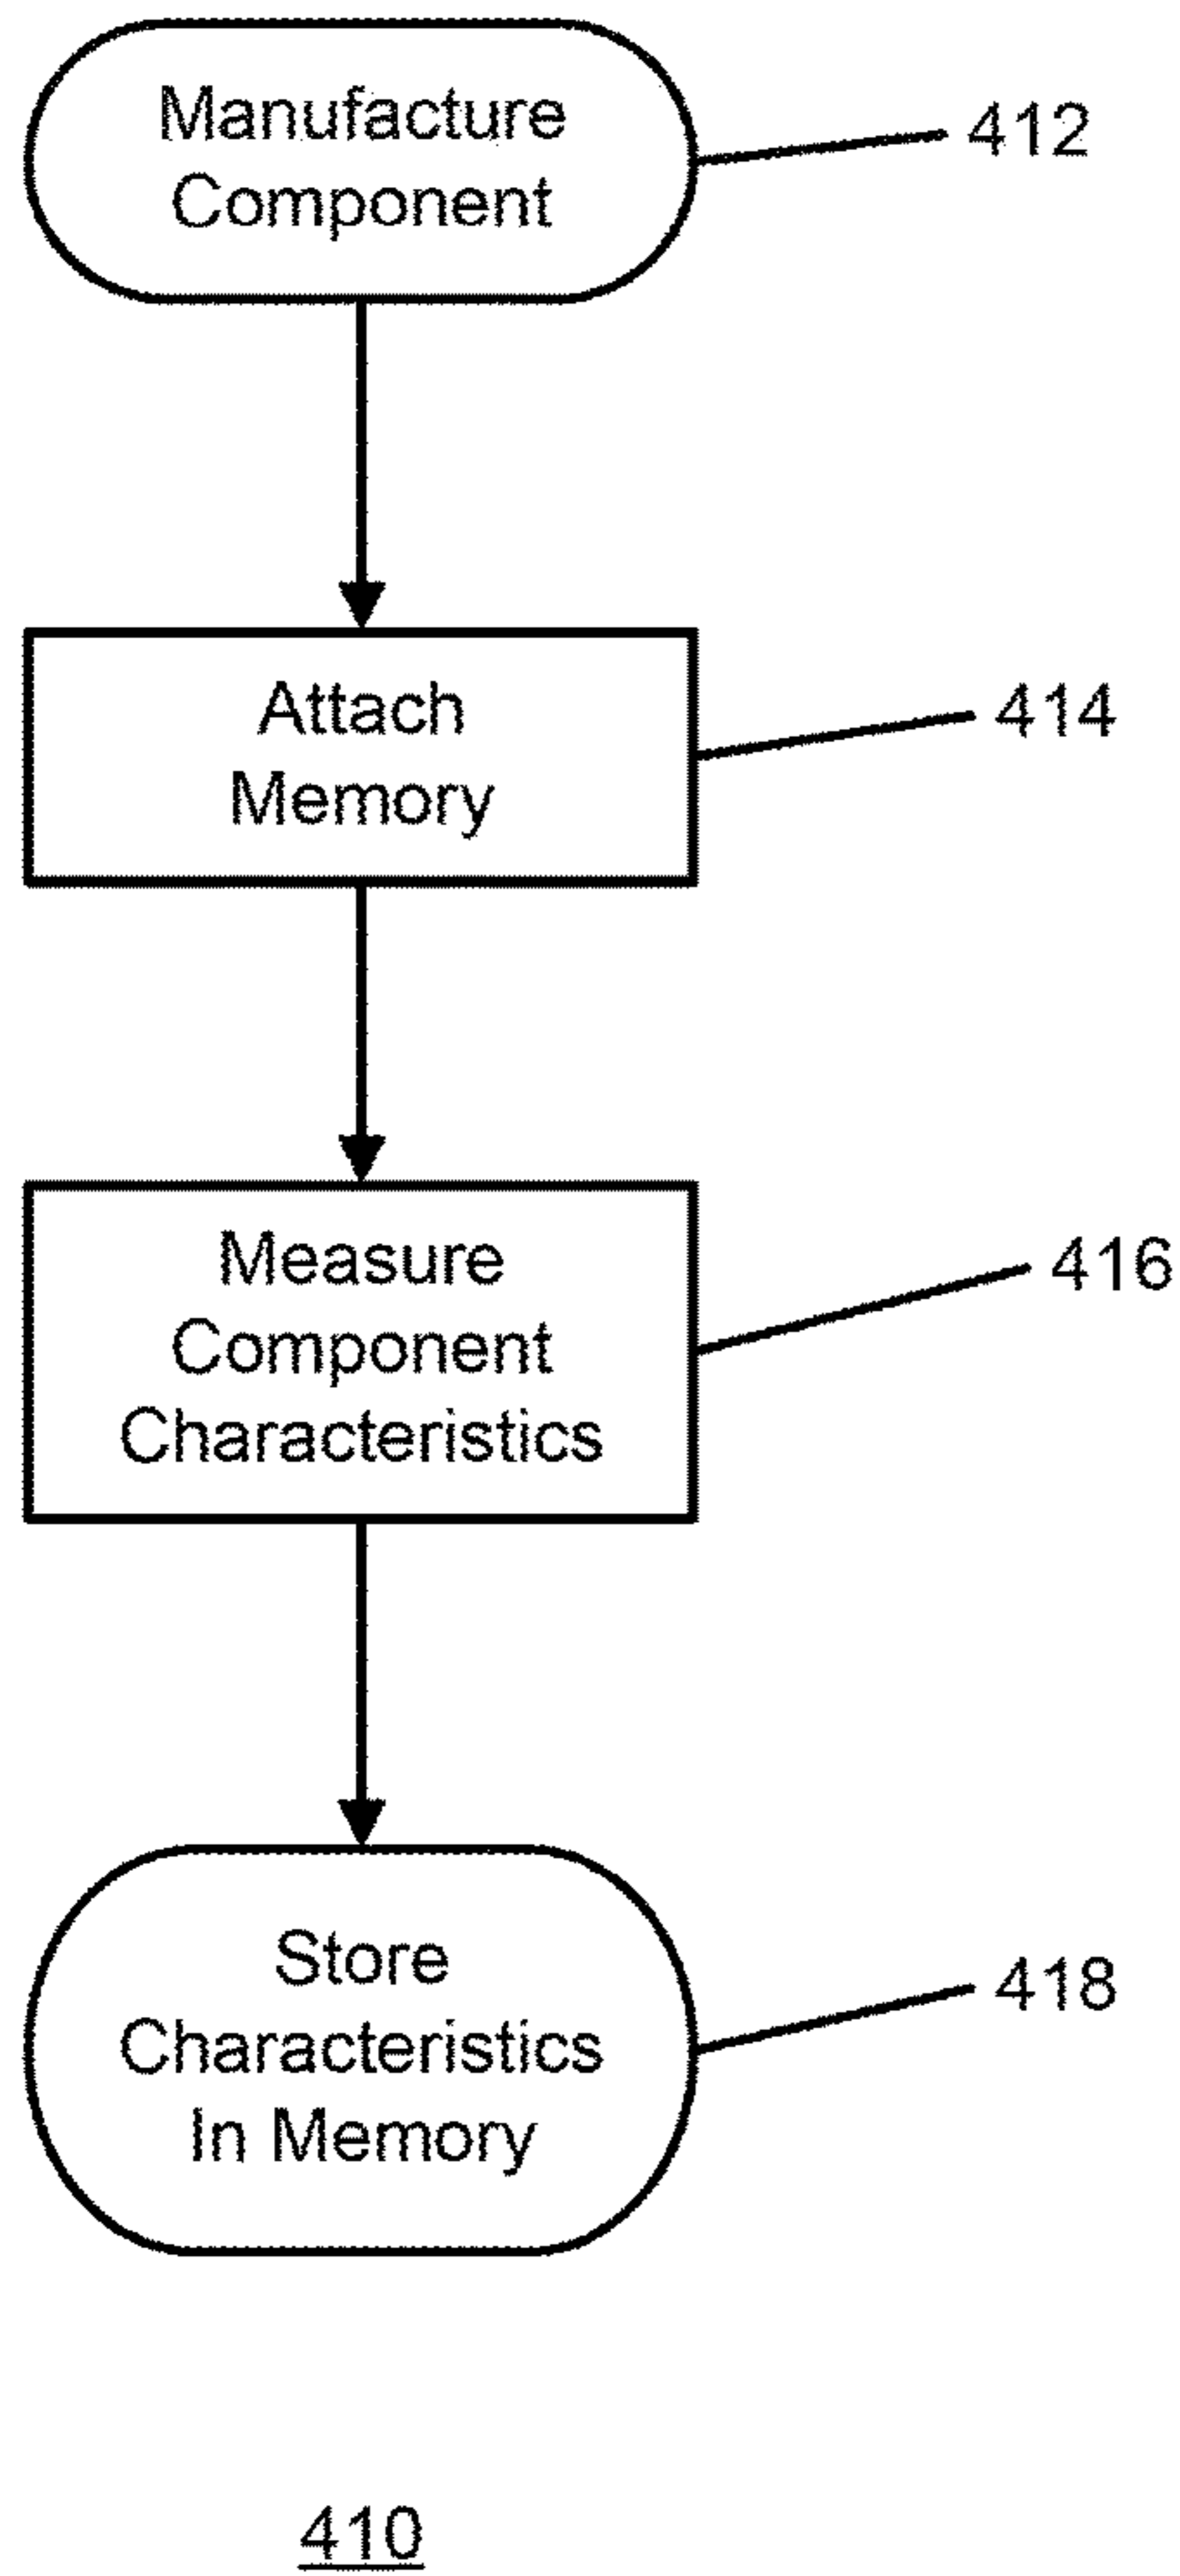 Manufacture
Component
412
Attach
Memory
414
Measure
Component
Characteristics
416
Store
Characteristics
In Memory
418
410